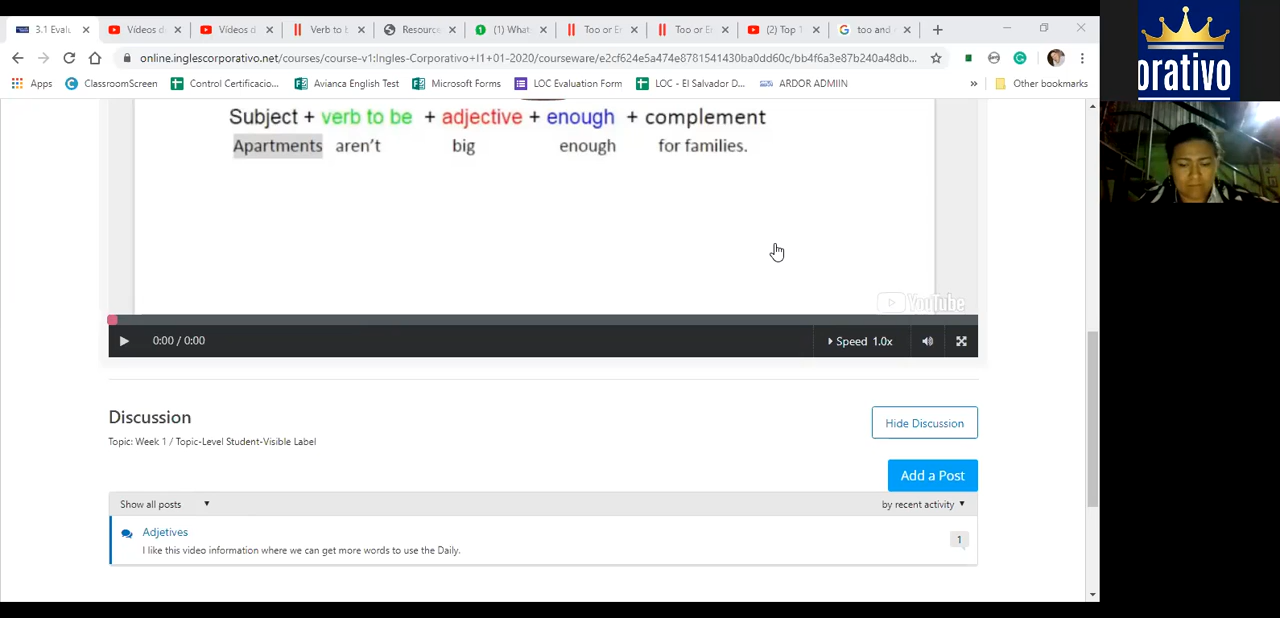 3.1 Evalu
Videos d
Videos d
Verb to b
Resourc
(1) What
Too or E
Too or E
(2) Top 1
too and
online.inglescorporativo.net/courses/course-v1:Ingles-Corporativo+I1+01-2020/courseware/e2cf624e5a474e8781541430ba0dd60c/bb4f6a3e87b240a48db...
Apps
ClassroomScreen
Control Certificacio...
Avianca English Test
Microsoft Forms
LOC Evaluation Form
LOC - El Salvador D...
ARDOR ADMIIN
»
Other bookmarks
orativo
Subject + verb to be + adjective + enough + complement
Apartments aren't big enough for families.
YouTube
0:00 / 0:00
Speed 1.0x
Discussion
Hide Discussion
Topic: Week 1 / Topic-Level Student-Visible Label
Add a Post
Show all posts
by recent activity
Adjetives
I like this video information where we can get more words to use the Daily.
1